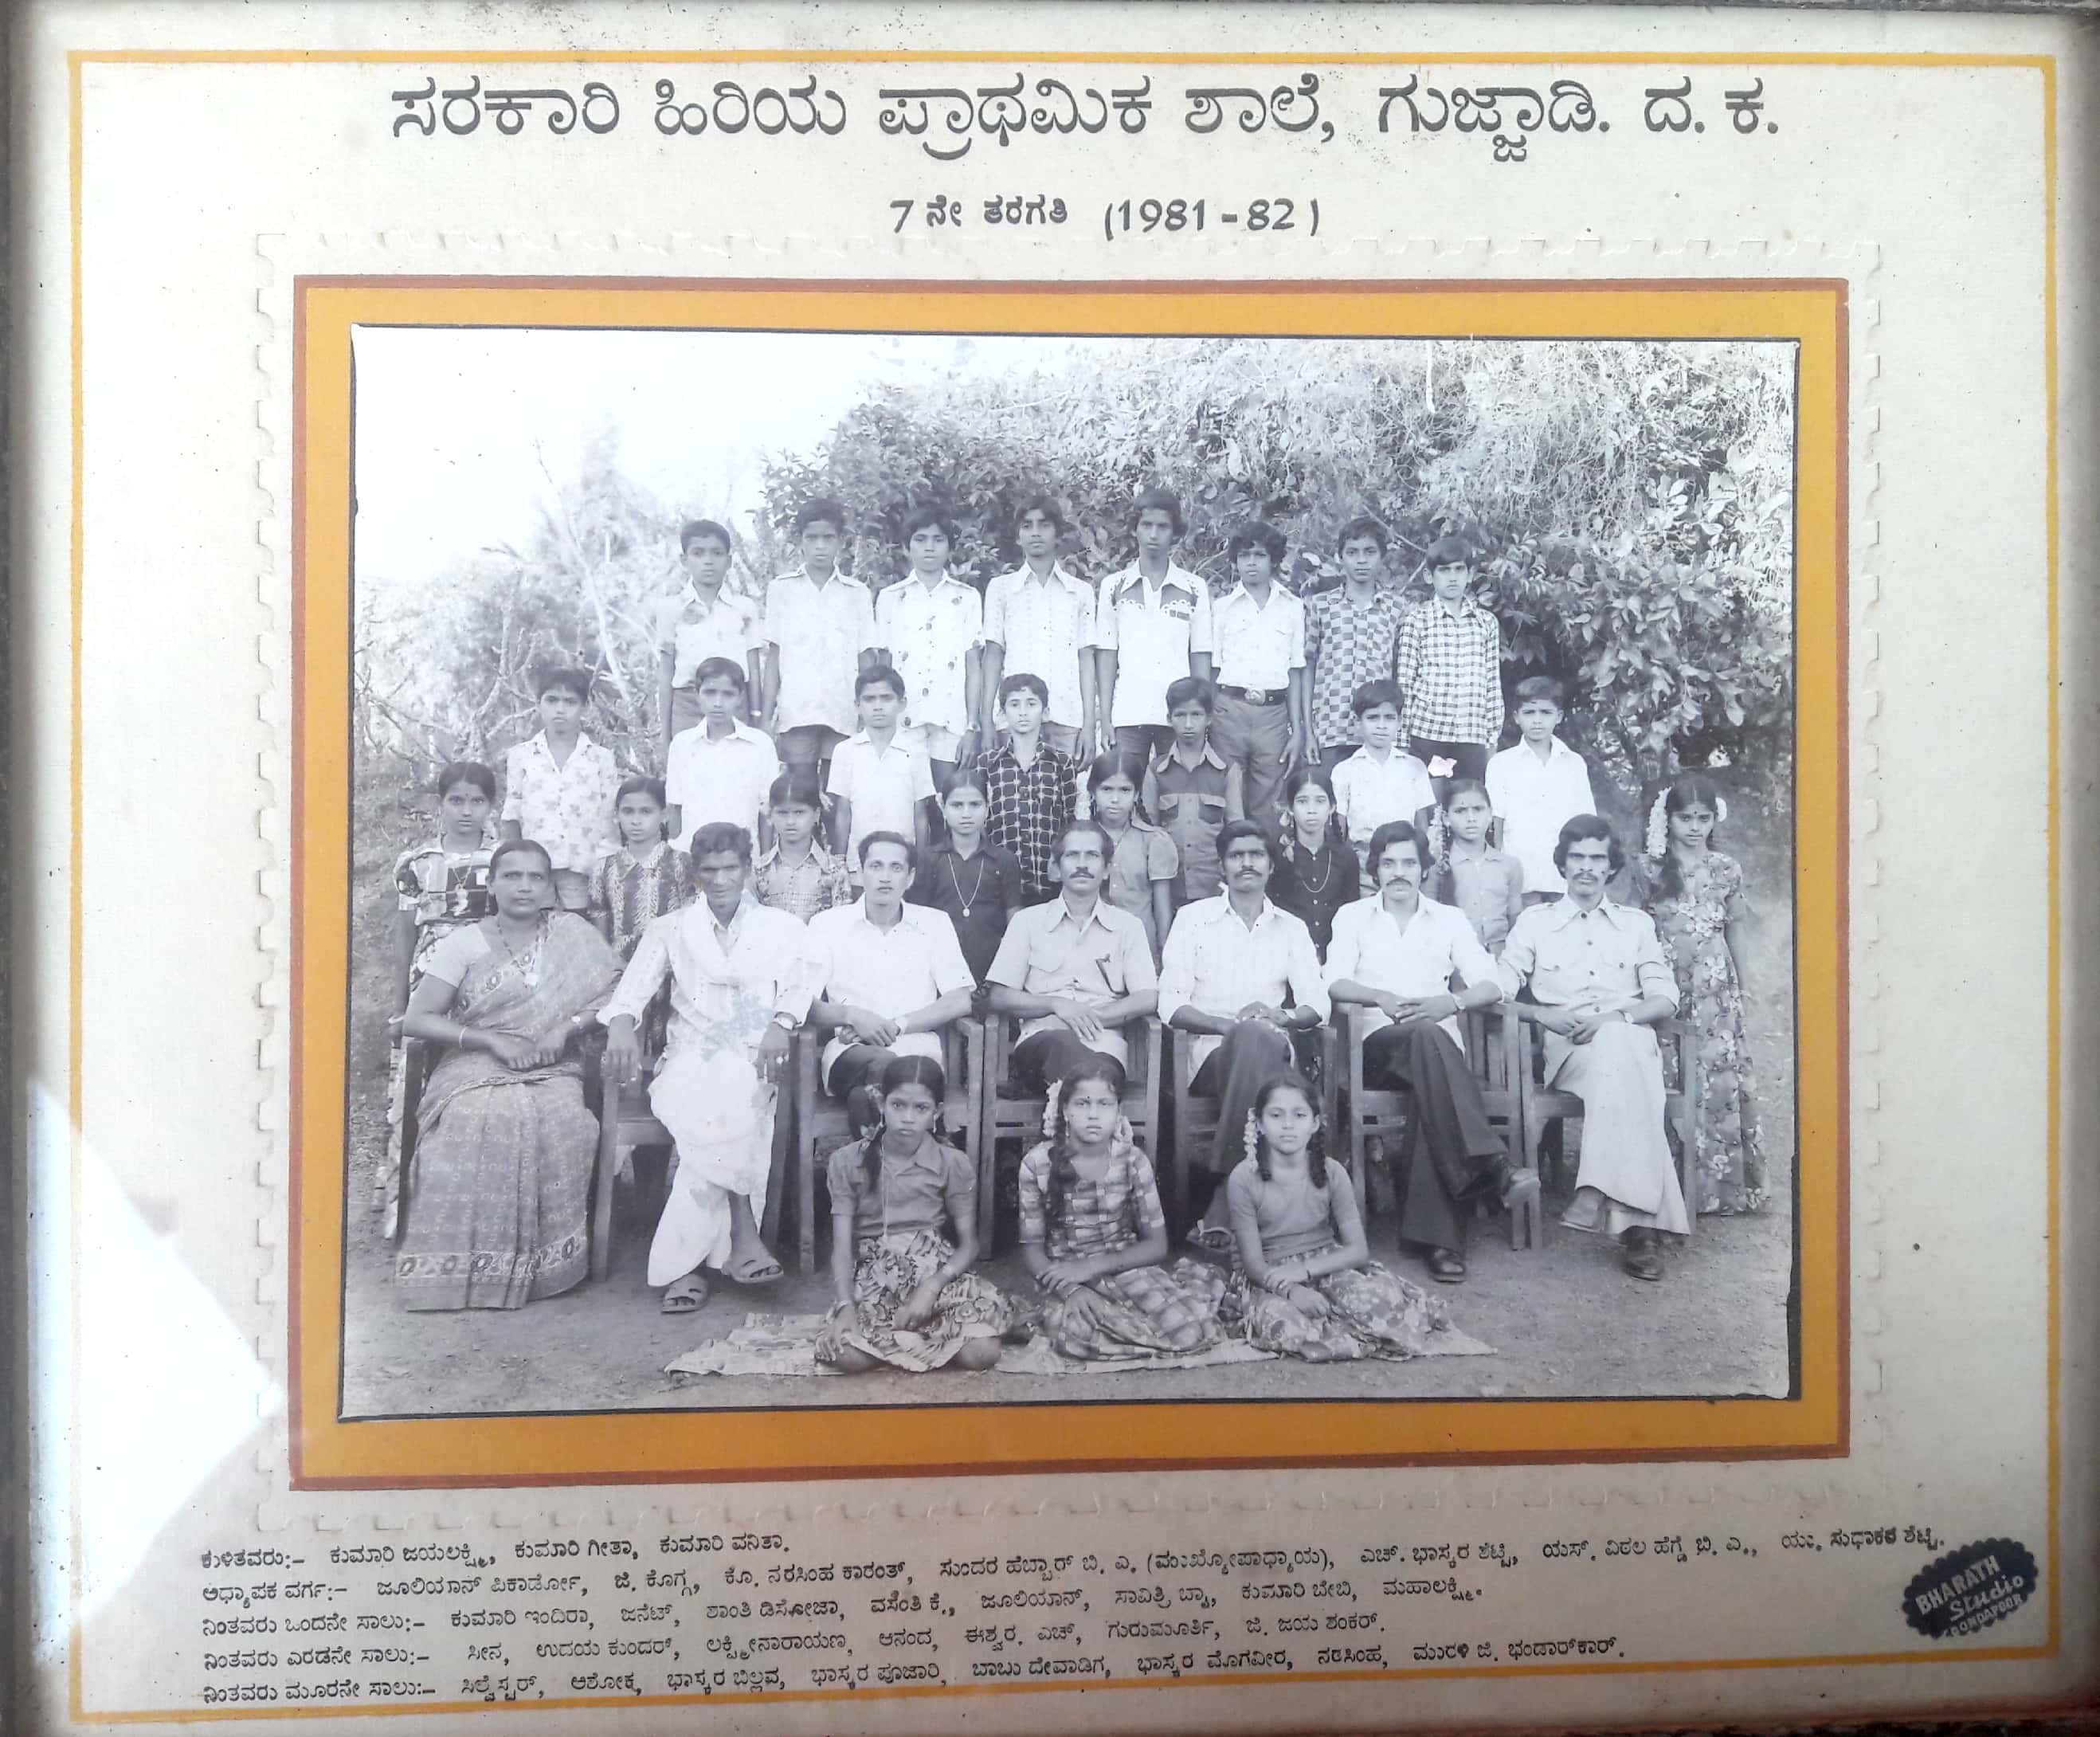 ಸರಕಾರಿ ಹಿರಿಯ ಪ್ರಾಥಮಿಕ ಶಾಲೆ, ಗುಜ್ಜಾಡಿ. ದ. ಕ.
7 ನೇ ತರಗತಿ (1981-82)
ಕುಳಿತವರು:– ಕುಮಾರಿ ಜಯಲಕ್ಷ್ಮಿ, ಕುಮಾರಿ ಗೀತಾ, ಕುಮಾರಿ ವನಿತಾ.
ಅಧ್ಯಾಪಕ ವರ್ಗ:– ಜೂಲಿಯಾನ್ ಪಿಕಾರ್ಡೋ, ಜಿ. ಕೊಗ್ಗ, ಕೊ. ನರಸಿಂಹ ಕಾರಂತ್, ಸುಂದರ ಹೆಬ್ಬಾರ್ ಬಿ. ಎ. (ಮುಖ್ಯೋಪಾಧ್ಯಾಯ), ಎಚ್. ಭಾಸ್ಕರ ಶೆಟ್ಟಿ, ಯಸ್. ವಿಠಲ ಹೆಗ್ಡೆ ಬಿ. ಎ., ಯು. ಸುಧಾಕರ ಶೆಟ್ಟಿ.
ನಿಂತವರು ಒಂದನೇ ಸಾಲು:– ಕುಮಾರಿ ಇಂದಿರಾ, ಜನೆಟ್, ಶಾಂತಿ ಡಿಸೋಜಾ, ವಸಂತಿ ಕೆ., ಜೂಲಿಯಾನ್, ಸಾವಿತ್ರಿ ಬ್ಯಾ, ಕುಮಾರಿ ಬೇಬಿ, ಮಹಾಲಕ್ಷ್ಮಿ.
ನಿಂತವರು ಎರಡನೇ ಸಾಲು:– ಸೀನ, ಉದಯ ಕುಂದರ್, ಲಕ್ಷ್ಮೀನಾರಾಯಣ, ಆನಂದ, ಈಶ್ವರ. ಎಚ್, ಗುರುಮೂರ್ತಿ, ಜಿ. ಜಯ ಶಂಕರ್.
ನಿಂತವರು ಮೂರನೇ ಸಾಲು:– ಸಿಲ್ವೆಸ್ಟರ್, ಆಶೋಕ, ಭಾಸ್ಕರ ಬಿಲ್ಲವ, ಭಾಸ್ಕರ ಪೂಜಾರಿ, ಬಾಬು ದೇವಾಡಿಗ, ಭಾಸ್ಕರ ಮೊಗವೀರ, ನರಸಿಂಹ, ಮುರಳಿ ಜಿ. ಭಂಡಾರ್‌ಕಾರ್.
BHARATH
Studio
COONDAPOOR